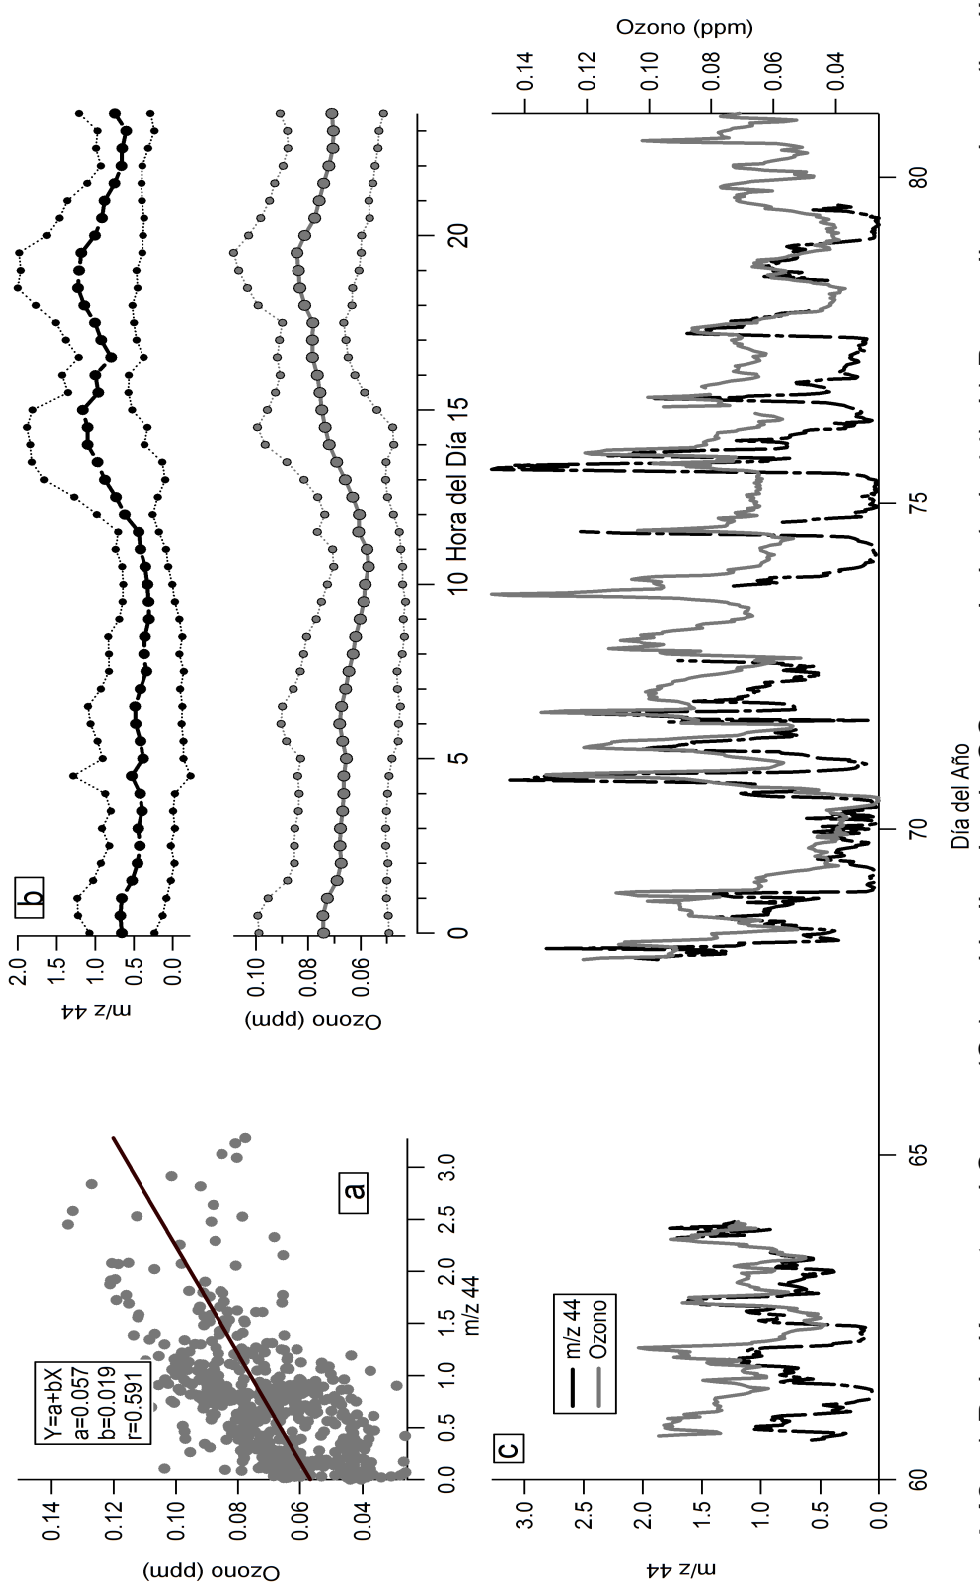 0.14
0.12
0.10
0.08
0.06
0.04
Ozono (ppm)
Y=a+bX
a=0.057
b=0.019
r=0.591
a
0.0 0.5 1.0 1.5 2.0 2.5 3.0
m/z 44
b
2.0
1.5
1.0
0.5
0.0
m/z 44
0.10
0.08
0.06
Ozono (ppm)
0 5 10 15 20
Hora del Día
c
m/z 44
Ozono
3.0
2.5
2.0
1.5
1.0
0.5
0.0
m/z 44
0.14
0.12
0.10
0.08
0.06
0.04
Ozono (ppm)
60 65 70 75 80
Día del Año